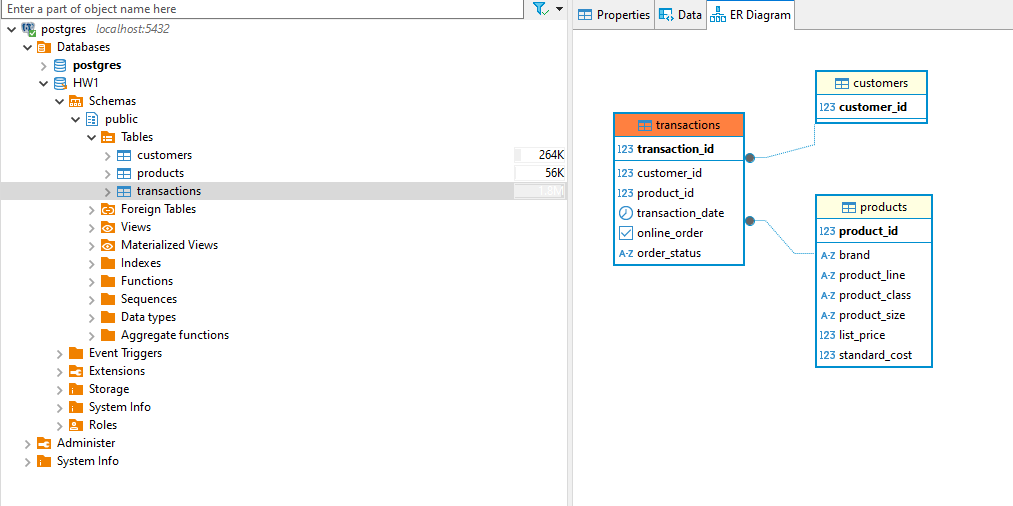 Enter a part of object name here
postgres localhost:5432
Databases
postgres
HW1
Schemas
public
Tables
customers 264K
products 56K
transactions
Foreign Tables
Views
Materialized Views
Indexes
Functions
Sequences
Data types
Aggregate functions
Event Triggers
Extensions
Storage
System Info
Roles
Administer
System Info
Properties Data ER Diagram
transactions
123 transaction_id
123 customer_id
123 product_id
transaction_date
online_order
A-Z order_status
customers
123 customer_id
products
123 product_id
A-Z brand
A-Z product_line
A-Z product_class
A-Z product_size
123 list_price
123 standard_cost